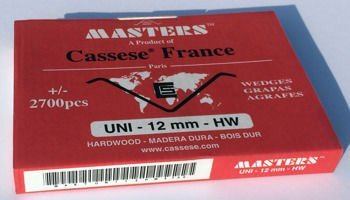 MASTERS™
A Product of
Cassese® France
Paris
+/-
2700pcs
WEDGES
GRAPAS
AGRAFES
UNI - 12 mm - HW
HARDWOOD - MADERA DURA - BOIS DUR
www.cassese.com
MASTERS™
UNI - 12 mm - HW